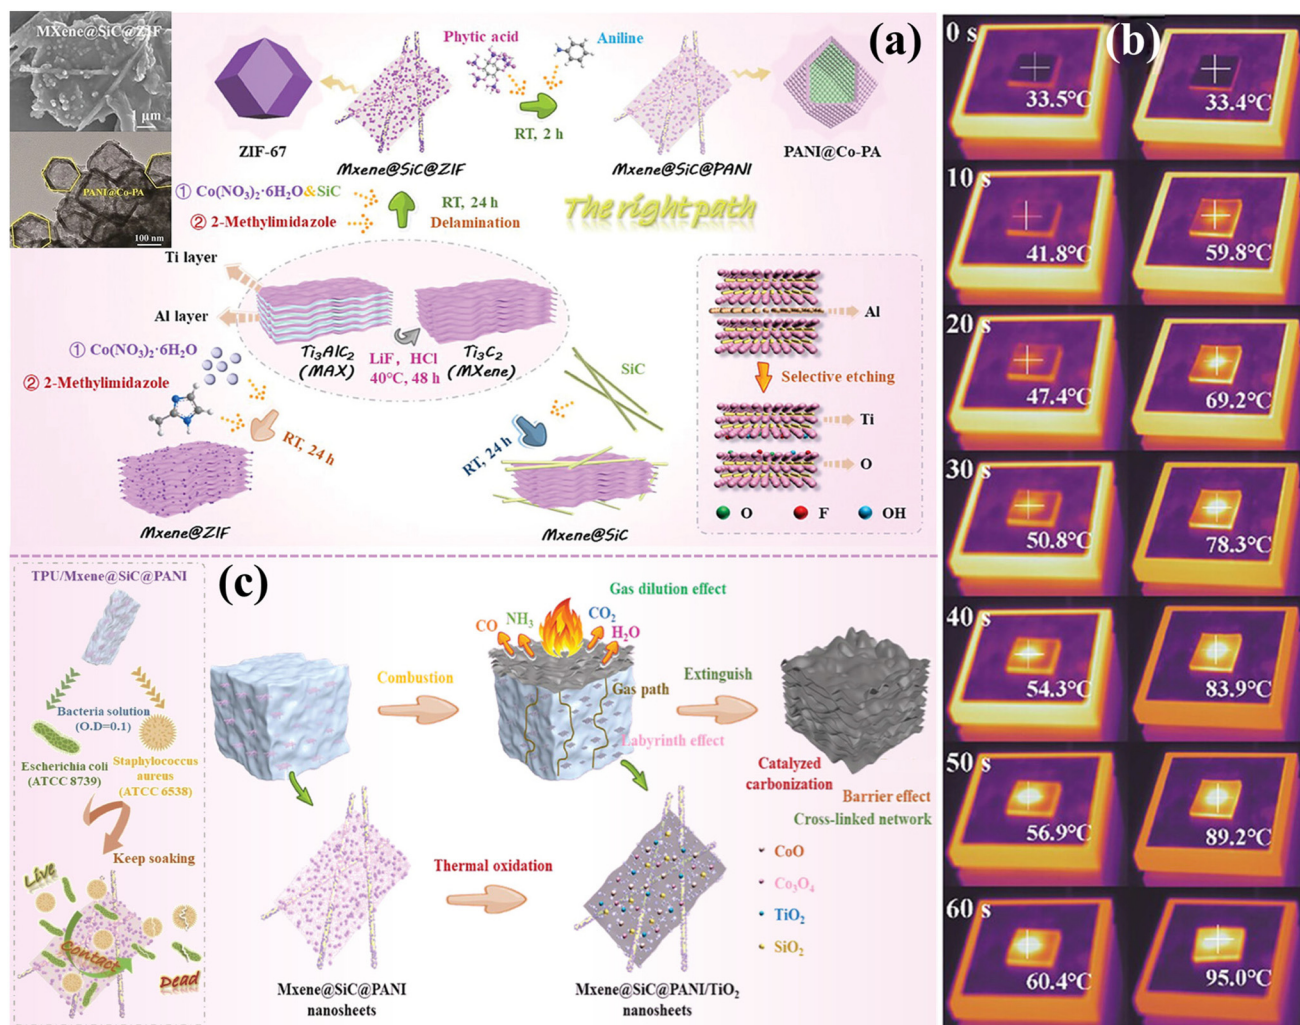 MXene@SiC@ZIF
1 µm
PANI@Co-PA
100 nm
(a)
Phytic acid
Aniline
RT, 2 h
ZIF-67
Mxene@SiC@ZIF
Mxene@SiC@PANI
PANI@Co-PA
① Co(NO₃)₂·6H₂O&SiC
② 2-Methylimidazole
RT, 24 h
Delamination
The right path
Ti layer
Al layer
Ti₃AlC₂
(MAX)
LiF, HCl
40°C, 48 h
Ti₃C₂
(MXene)
① Co(NO₃)₂·6H₂O
② 2-Methylimidazole
RT, 24 h
Mxene@ZIF
SiC
RT, 24 h
Mxene@SiC
Al
Selective etching
Ti
O
O
F
OH
(b)
0 s
33.5°C
33.4°C
10 s
41.8°C
59.8°C
20 s
47.4°C
69.2°C
30 s
50.8°C
78.3°C
40 s
54.3°C
83.9°C
50 s
56.9°C
89.2°C
60 s
60.4°C
95.0°C
(c)
TPU/Mxene@SiC@PANI
Bacteria solution
(O.D=0.1)
Escherichia coli
(ATCC 8739)
Staphylococcus
aureus
(ATCC 6538)
Keep soaking
Live
Contact
Dead
Combustion
Gas dilution effect
CO
NH₃
CO₂
H₂O
Gas path
Labyrinth effect
Extinguish
Catalyzed
carbonization
Barrier effect
Cross-linked network
Thermal oxidation
CoO
Co₃O₄
TiO₂
SiO₂
Mxene@SiC@PANI
nanosheets
Mxene@SiC@PANI/TiO₂
nanosheets